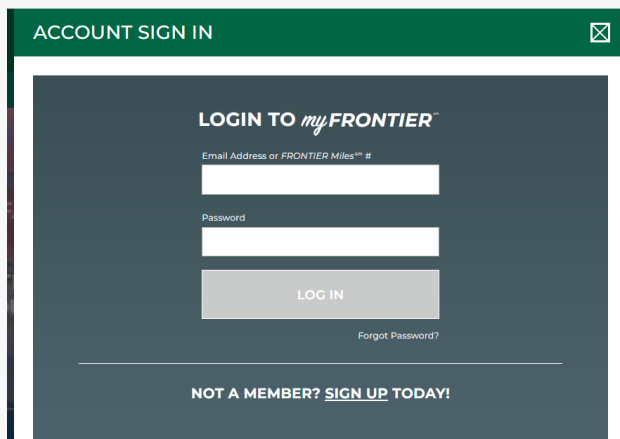 ACCOUNT SIGN IN
LOGIN TO myFRONTIER℠
Email Address or FRONTIER Miles℠ #
Password
LOG IN
Forgot Password?
NOT A MEMBER? SIGN UP TODAY!